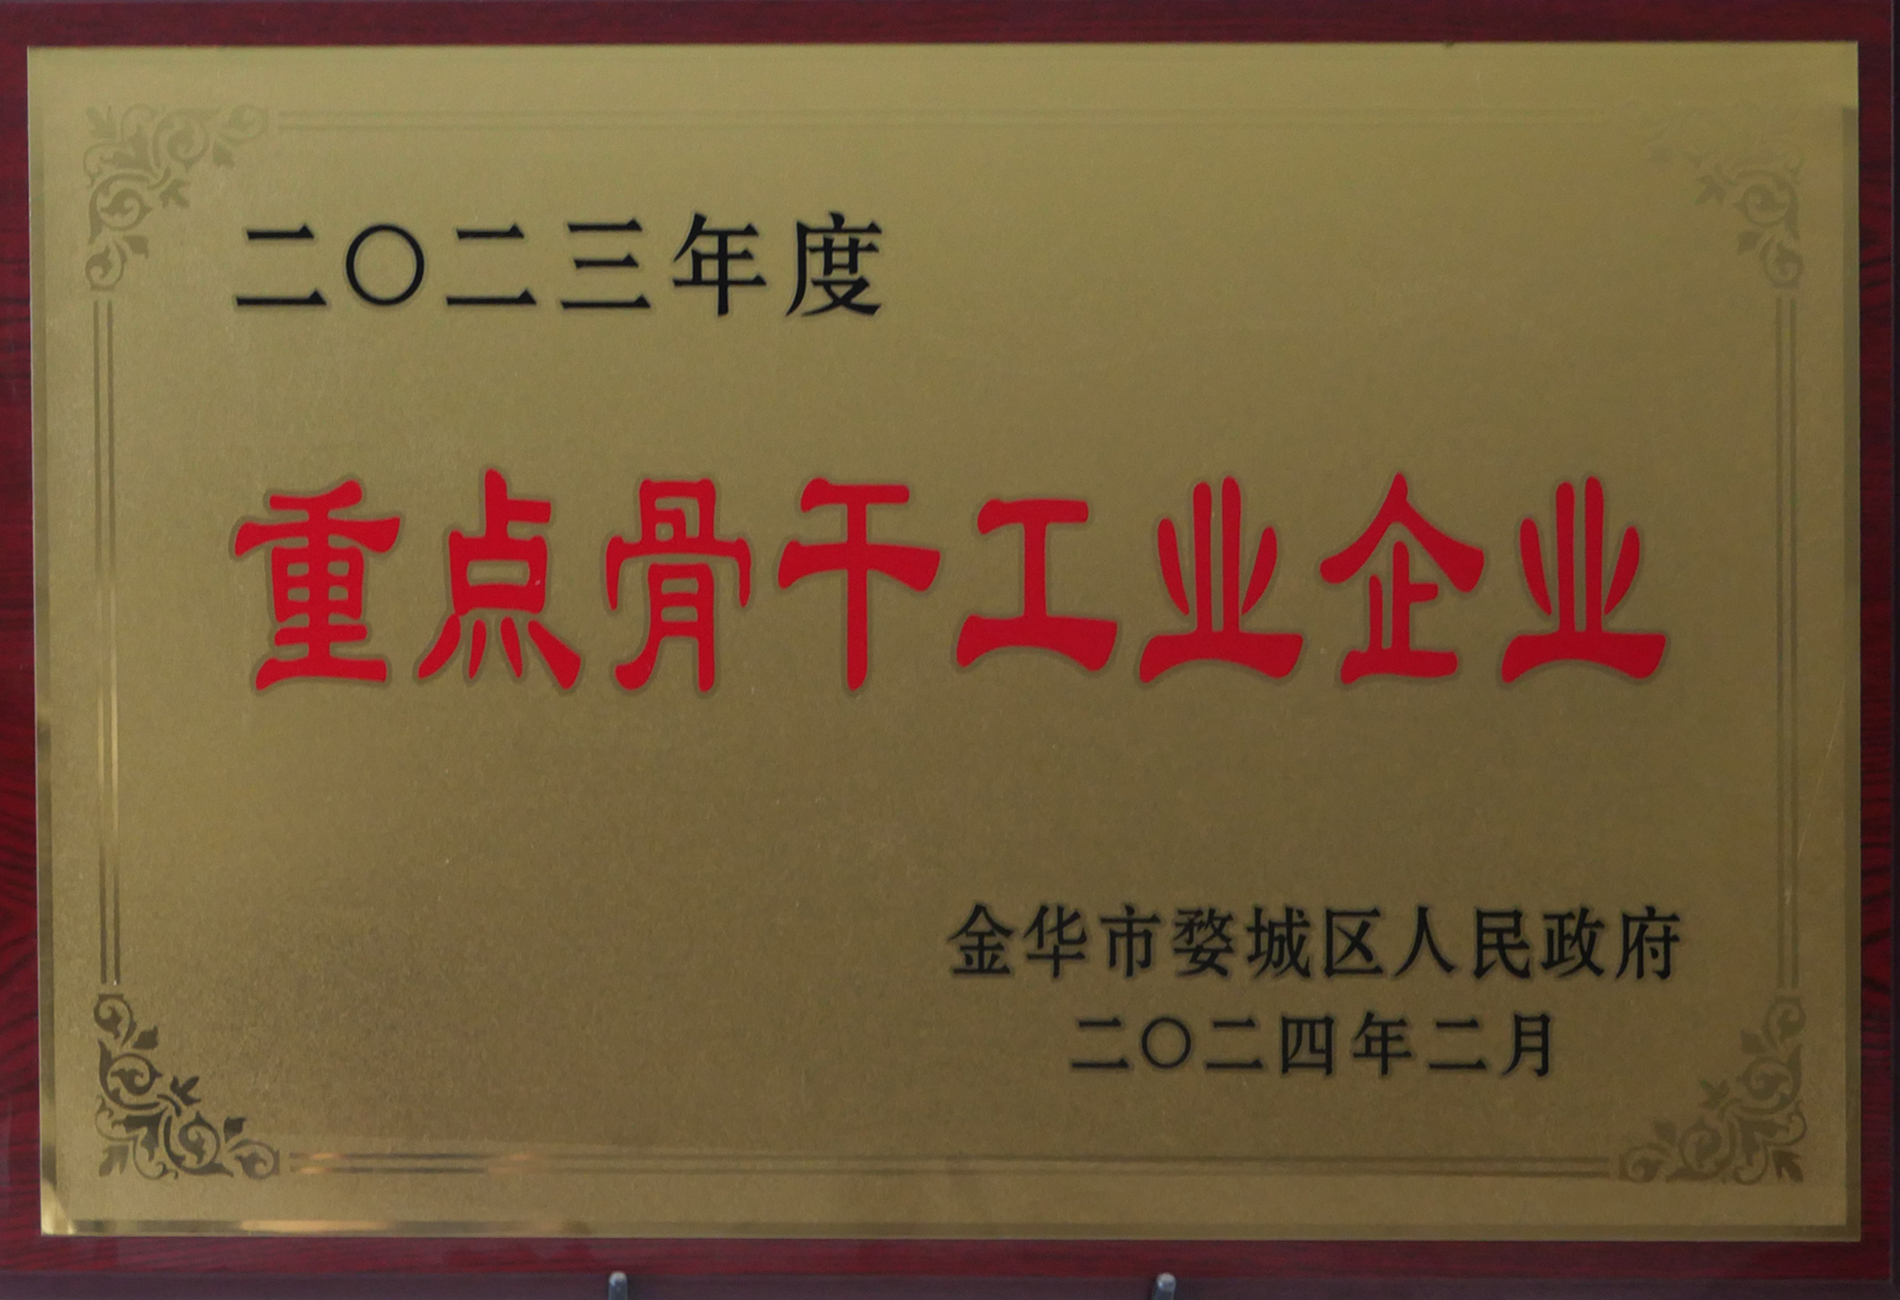 二〇二三年度
重点骨干工业企业
金华市婺城区人民政府
二〇二四年二月